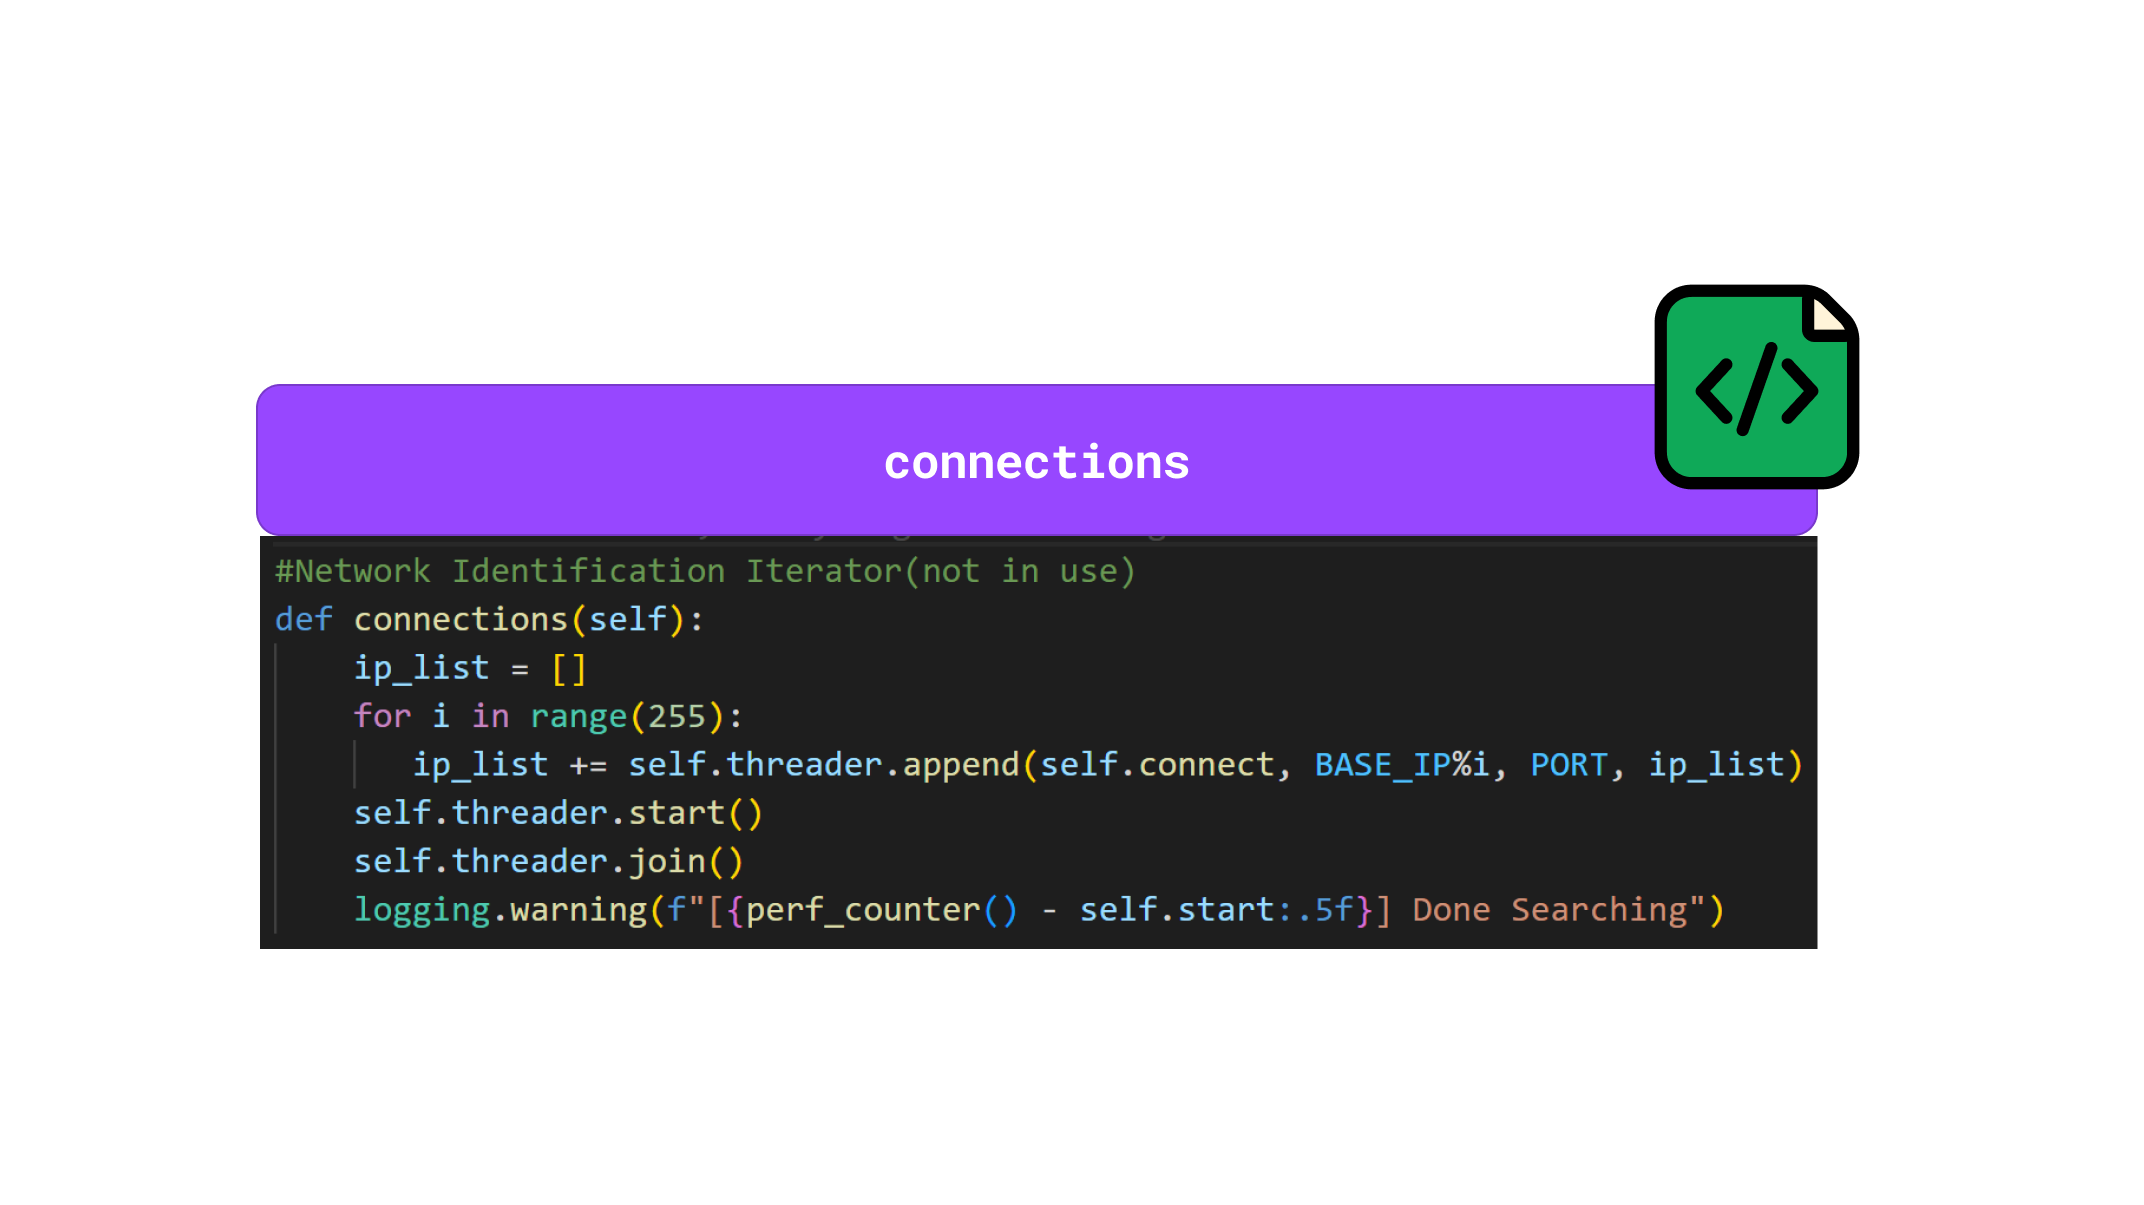 connections
</>
#Network Identification Iterator(not in use)
def connections(self):
    ip_list = []
    for i in range(255):
       ip_list += self.threader.append(self.connect, BASE_IP%i, PORT, ip_list)
    self.threader.start()
    self.threader.join()
    logging.warning(f"[{perf_counter() - self.start:.5f}] Done Searching")